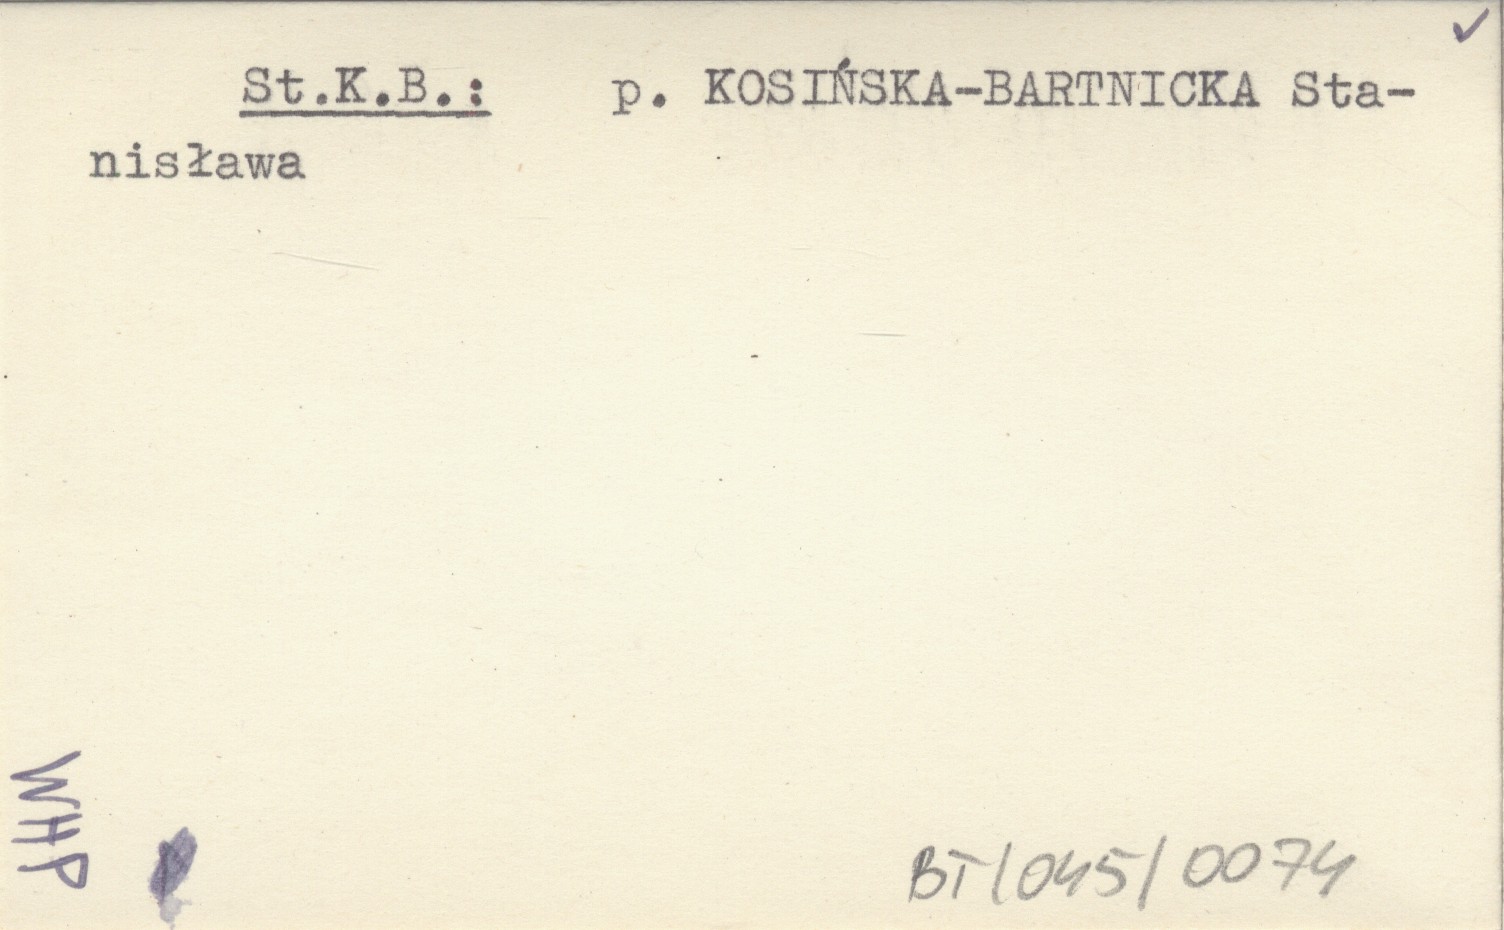 St.K.B.: p. KOSIŃSKA-BARTNICKA Sta-
nisława
WHP
BT/045/0074